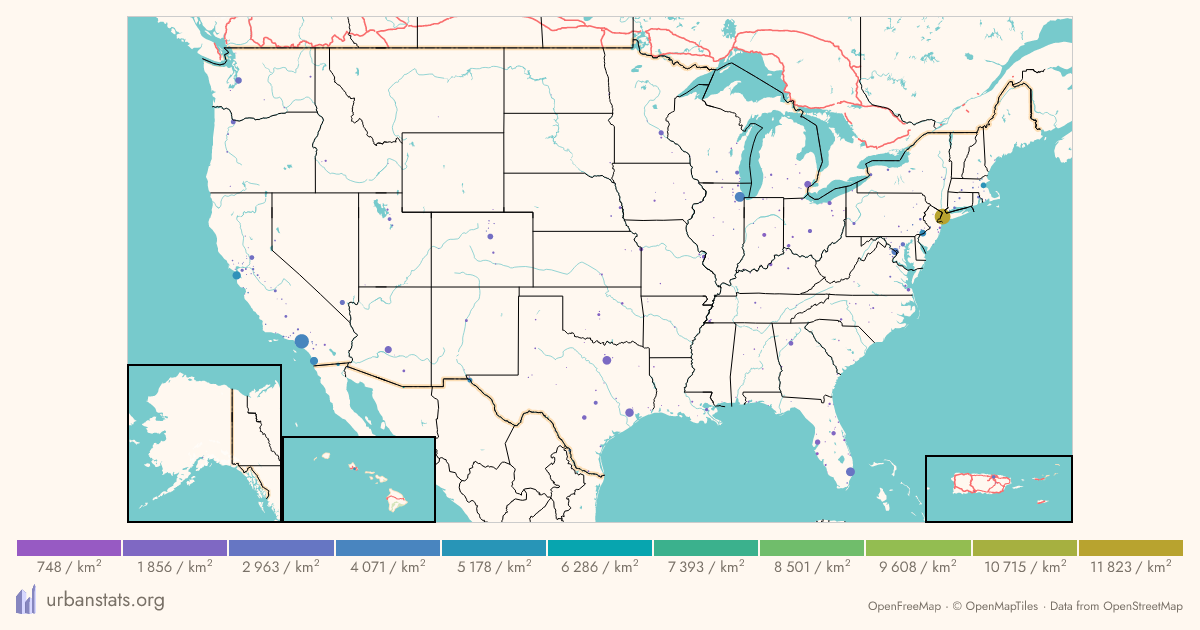 748 / km²
1 856 / km²
2 963 / km²
4 071 / km²
5 178 / km²
6 286 / km²
7 393 / km²
8 501 / km²
9 608 / km²
10 715 / km²
11 823 / km²
urbanstats.org
OpenFreeMap · © OpenMapTiles · Data from OpenStreetMap